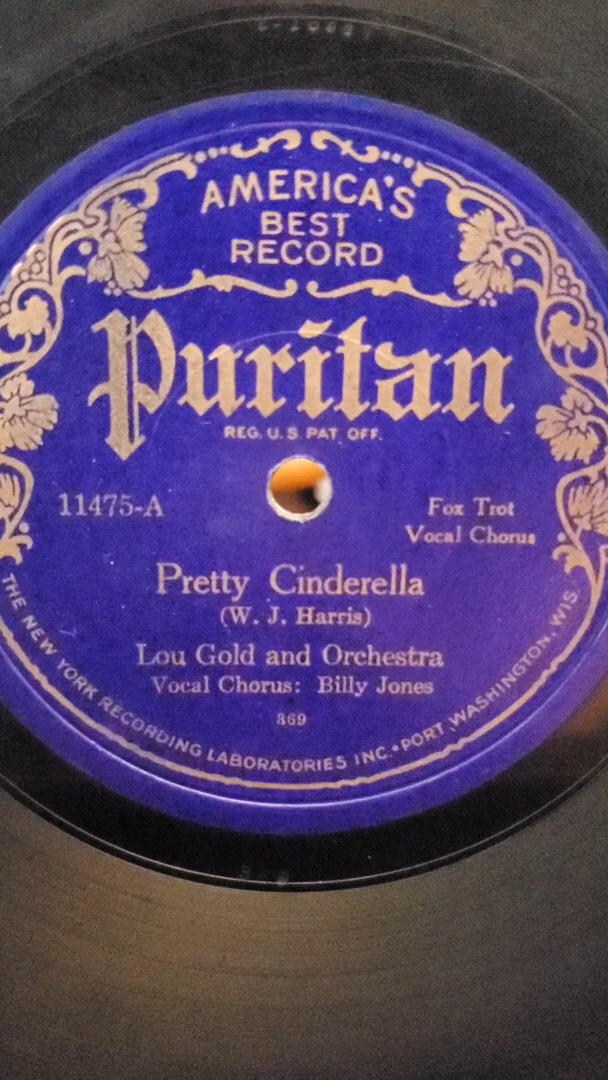 AMERICA'S
BEST
RECORD
Puritan
REG. U.S. PAT. OFF.
11475-A
Fox Trot
Vocal Chorus
Pretty Cinderella
(W. J. Harris)
Lou Gold and Orchestra
Vocal Chorus: Billy Jones
869
THE NEW YORK RECORDING LABORATORIES INC. • PORT WASHINGTON, WIS.